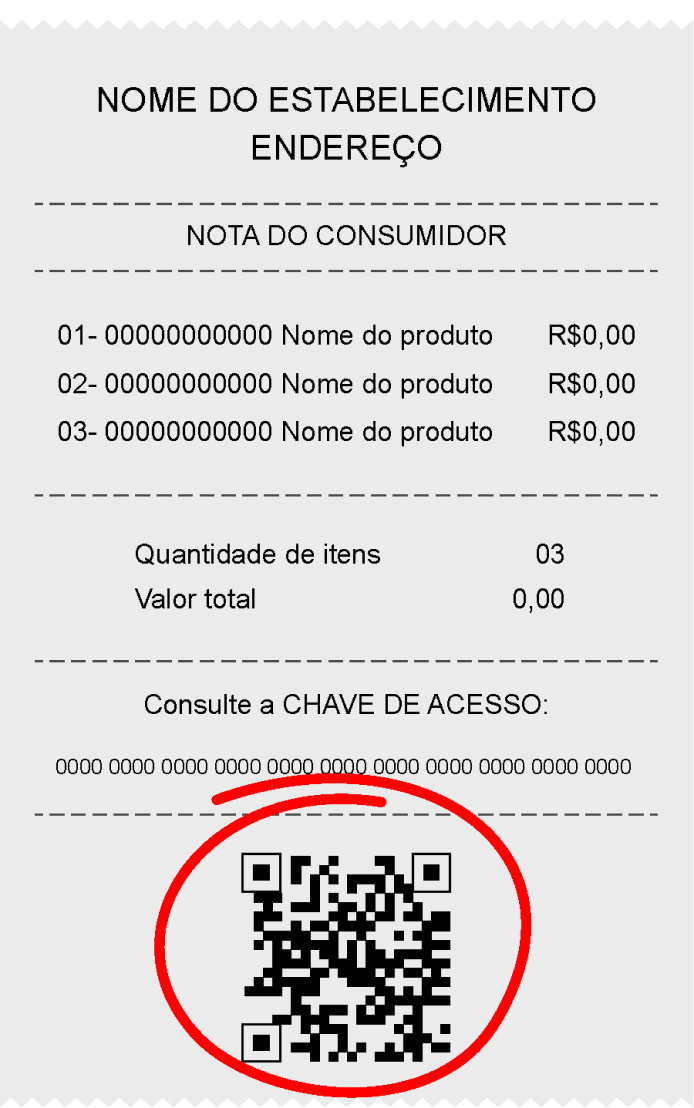 NOME DO ESTABELECIMENTO
ENDEREÇO
NOTA DO CONSUMIDOR
01- 00000000000 Nome do produto R$0,00
02- 00000000000 Nome do produto R$0,00
03- 00000000000 Nome do produto R$0,00
Quantidade de itens 03
Valor total 0,00
Consulte a CHAVE DE ACESSO:
0000 0000 0000 0000 0000 0000 0000 0000 0000 0000 0000